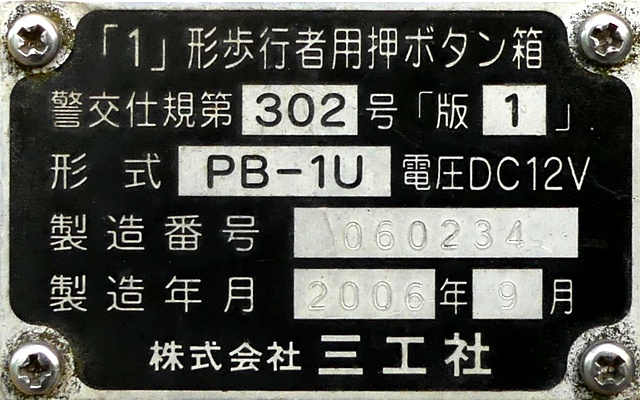 「1」形歩行者用押ボタン箱
警交仕規第 302 号「版 1 」
形 式 PB-1U 電圧DC12V
製造番号 060234
製造年月 2006年 9月
株式会社 三工社